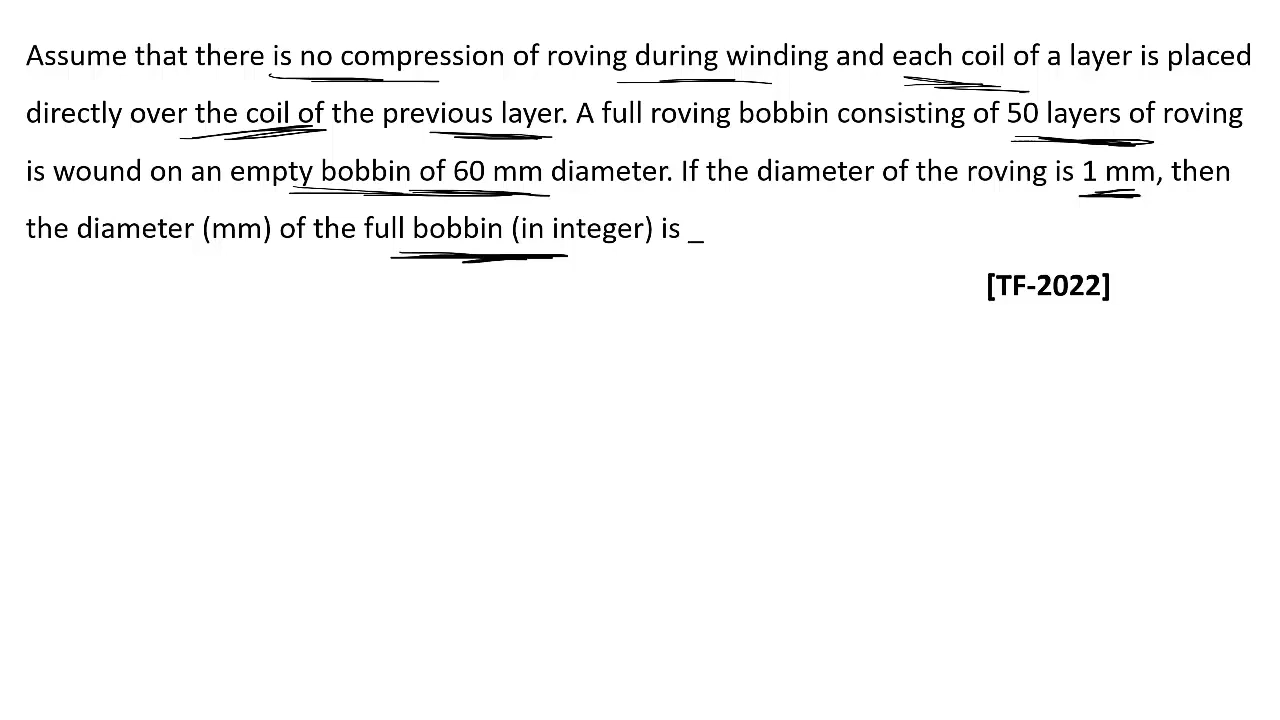 Assume that there is no compression of roving during winding and each coil of a layer is placed
directly over the coil of the previous layer. A full roving bobbin consisting of 50 layers of roving
is wound on an empty bobbin of 60 mm diameter. If the diameter of the roving is 1 mm, then
the diameter (mm) of the full bobbin (in integer) is _
[TF-2022]